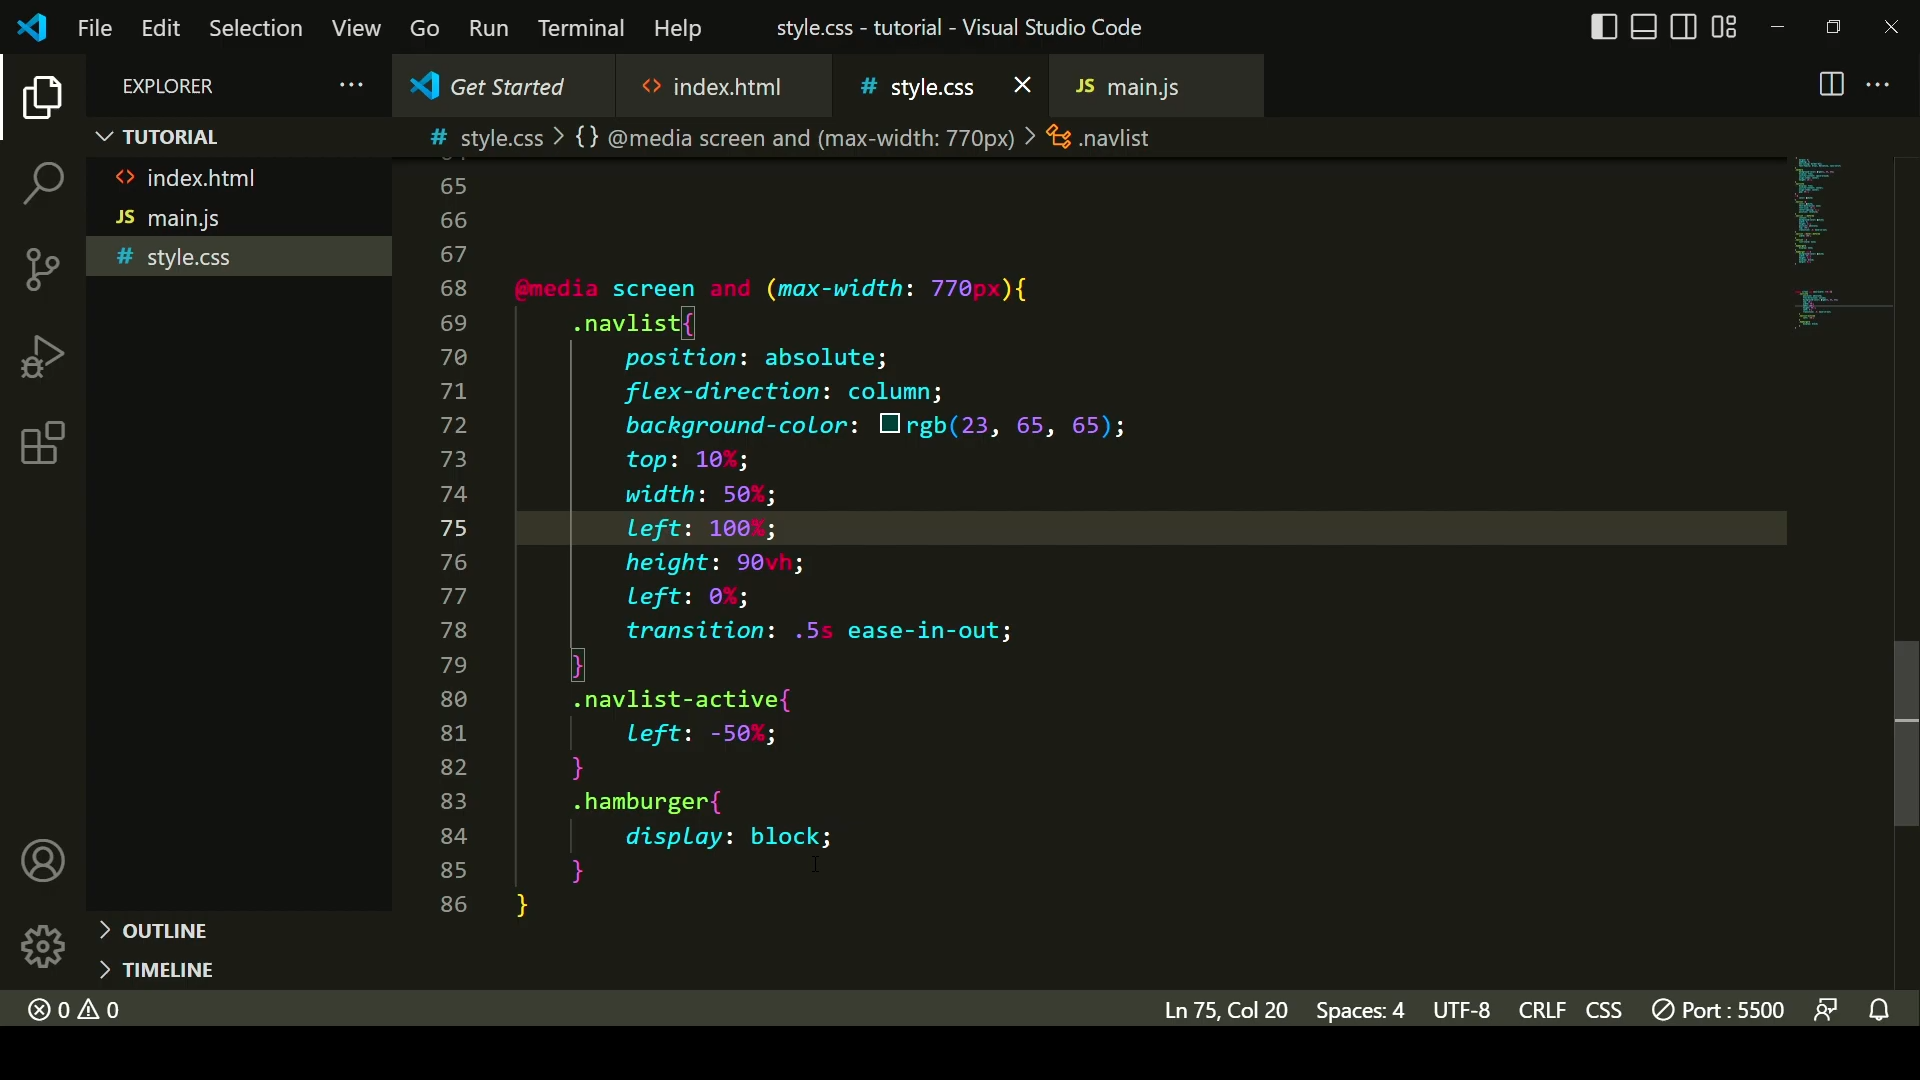 File Edit Selection View Go Run Terminal Help style.css - tutorial - Visual Studio Code
EXPLORER ··· Get Started <> index.html # style.css × JS main.js ···
TUTORIAL # style.css > {} @media screen and (max-width: 770px) > .navlist
<> index.html
JS main.js
# style.css
65
66
67
68 @media screen and (max-width: 770px){
69 .navlist{
70 position: absolute;
71 flex-direction: column;
72 background-color: rgb(23, 65, 65);
73 top: 10%;
74 width: 50%;
75 left: 100%;
76 height: 90vh;
77 left: 0%;
78 transition: .5s ease-in-out;
79 }
80 .navlist-active{
81 left: -50%;
82 }
83 .hamburger{
84 display: block;
85 }
86 }
> OUTLINE
> TIMELINE
0 0 Ln 75, Col 20 Spaces: 4 UTF-8 CRLF CSS Port : 5500